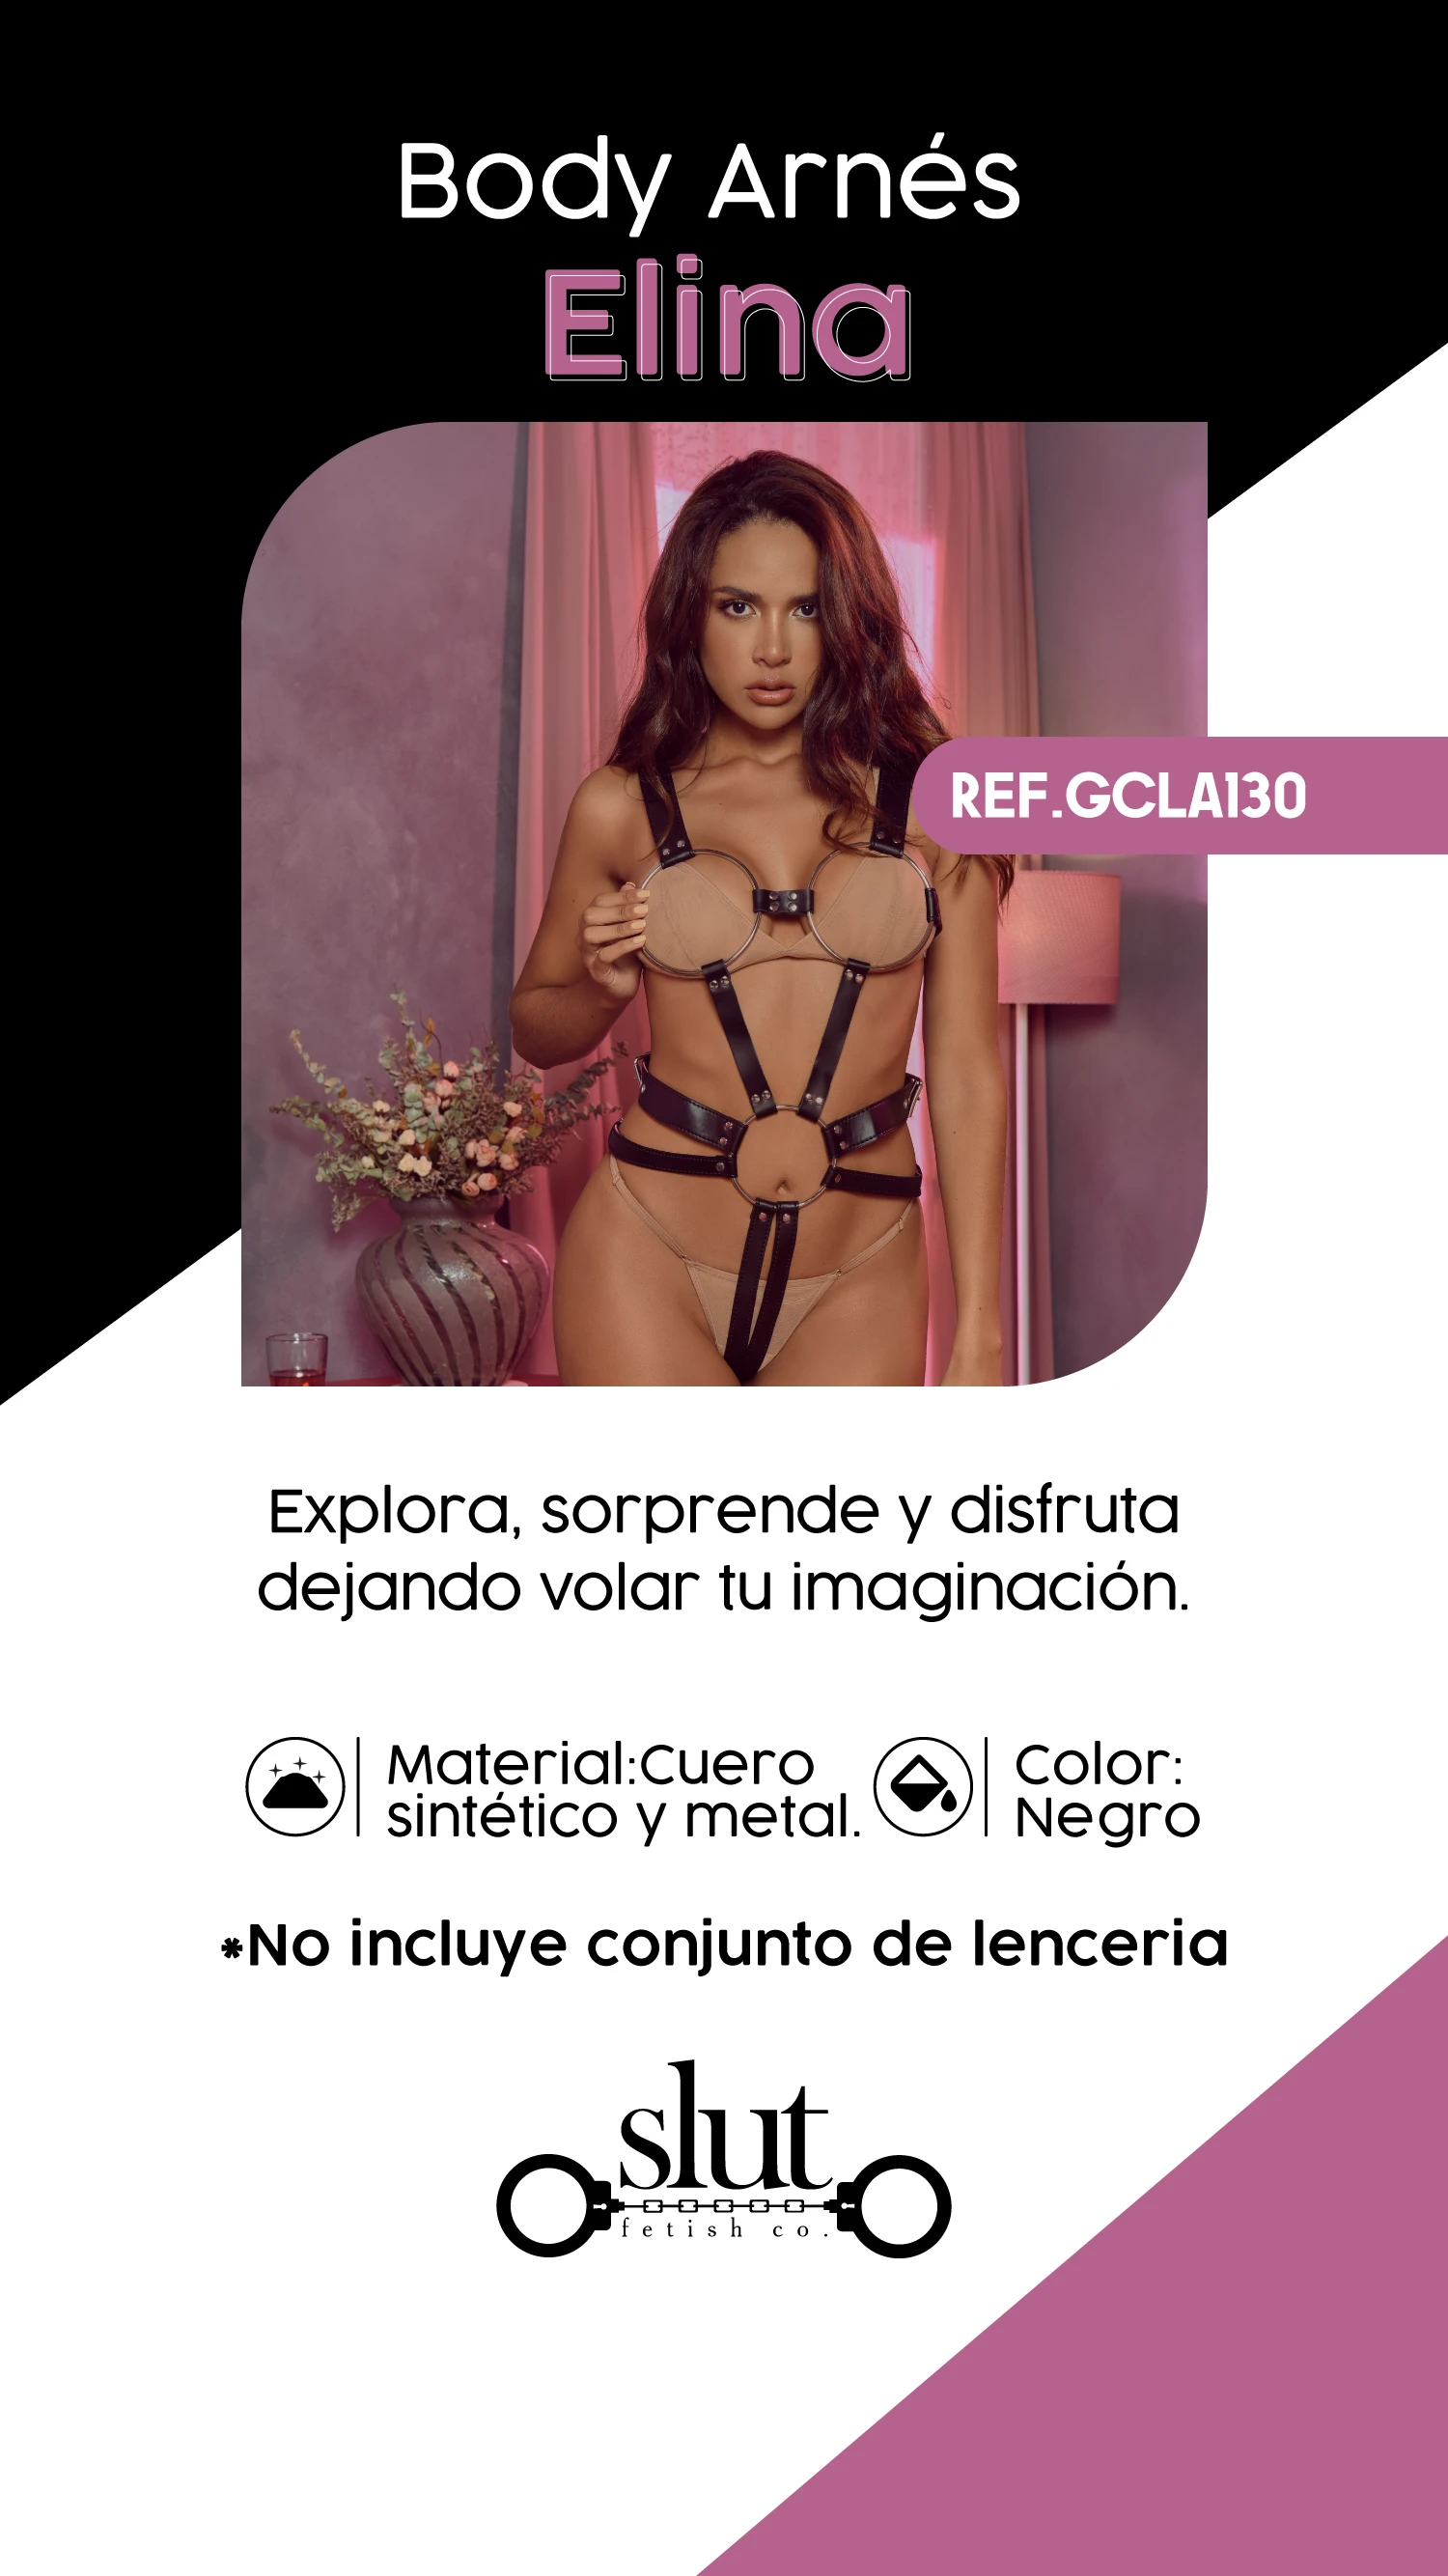 Body Arnés
Elina
REF.GCLA130
Explora, sorprende y disfruta
dejando volar tu imaginación.
Material:Cuero
sintético y metal.
Color:
Negro
*No incluye conjunto de lenceria
slut
fetish co.